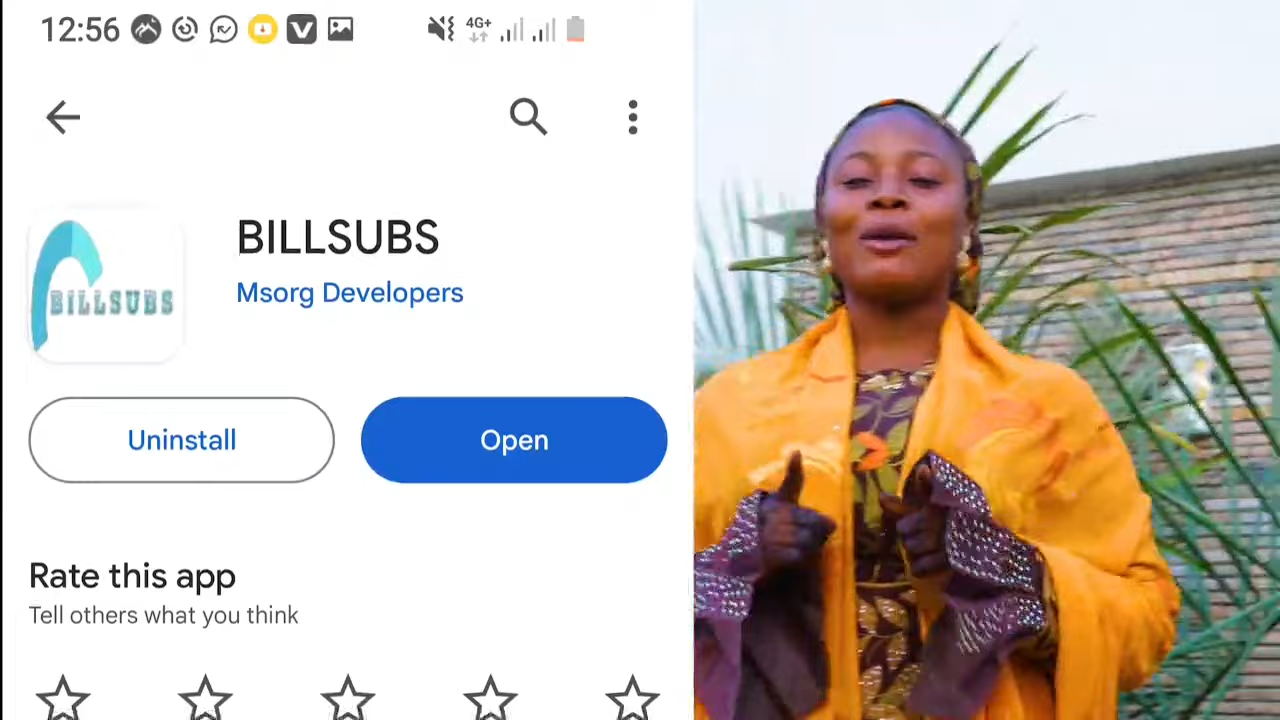 12:56
4G+
BILLSUBS
Msorg Developers
BILLSUBS
Uninstall
Open
Rate this app
Tell others what you think